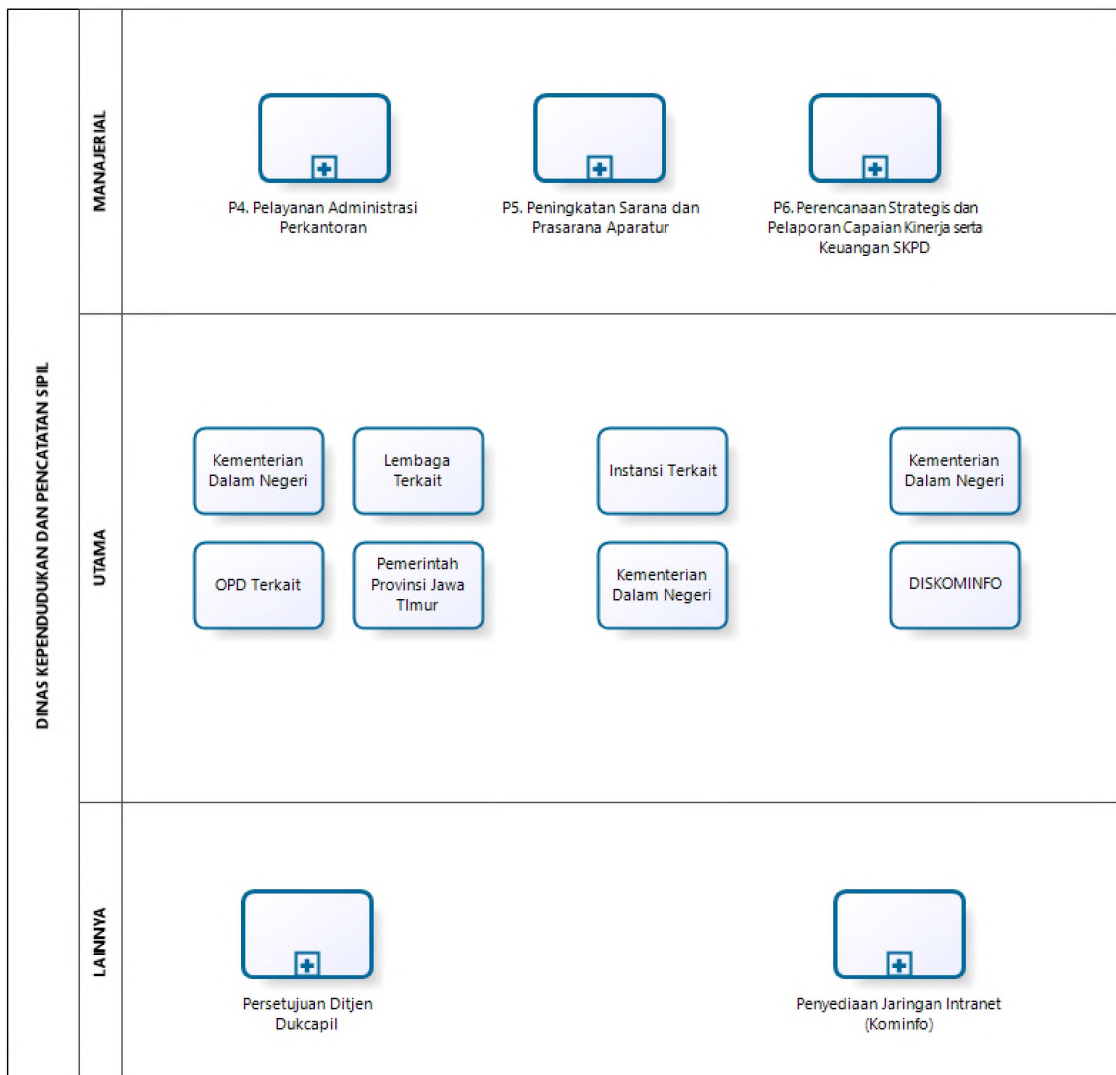 DINAS KEPENDUDUKAN DAN PENCATATAN SIPIL
MANAJERIAL
P4. Pelayanan Administrasi
Perkantoran
P5. Peningkatan Sarana dan
Prasarana Aparatur
P6. Perencanaan Strategis dan
Pelaporan Capaian Kinerja serta
Keuangan SKPD
UTAMA
Kementerian
Dalam Negeri
Lembaga
Terkait
Instansi Terkait
Kementerian
Dalam Negeri
OPD Terkait
Pemerintah
Provinsi Jawa
TImur
Kementerian
Dalam Negeri
DISKOMINFO
LAINNYA
Persetujuan Ditjen
Dukcapil
Penyediaan Jaringan Intranet
(Kominfo)